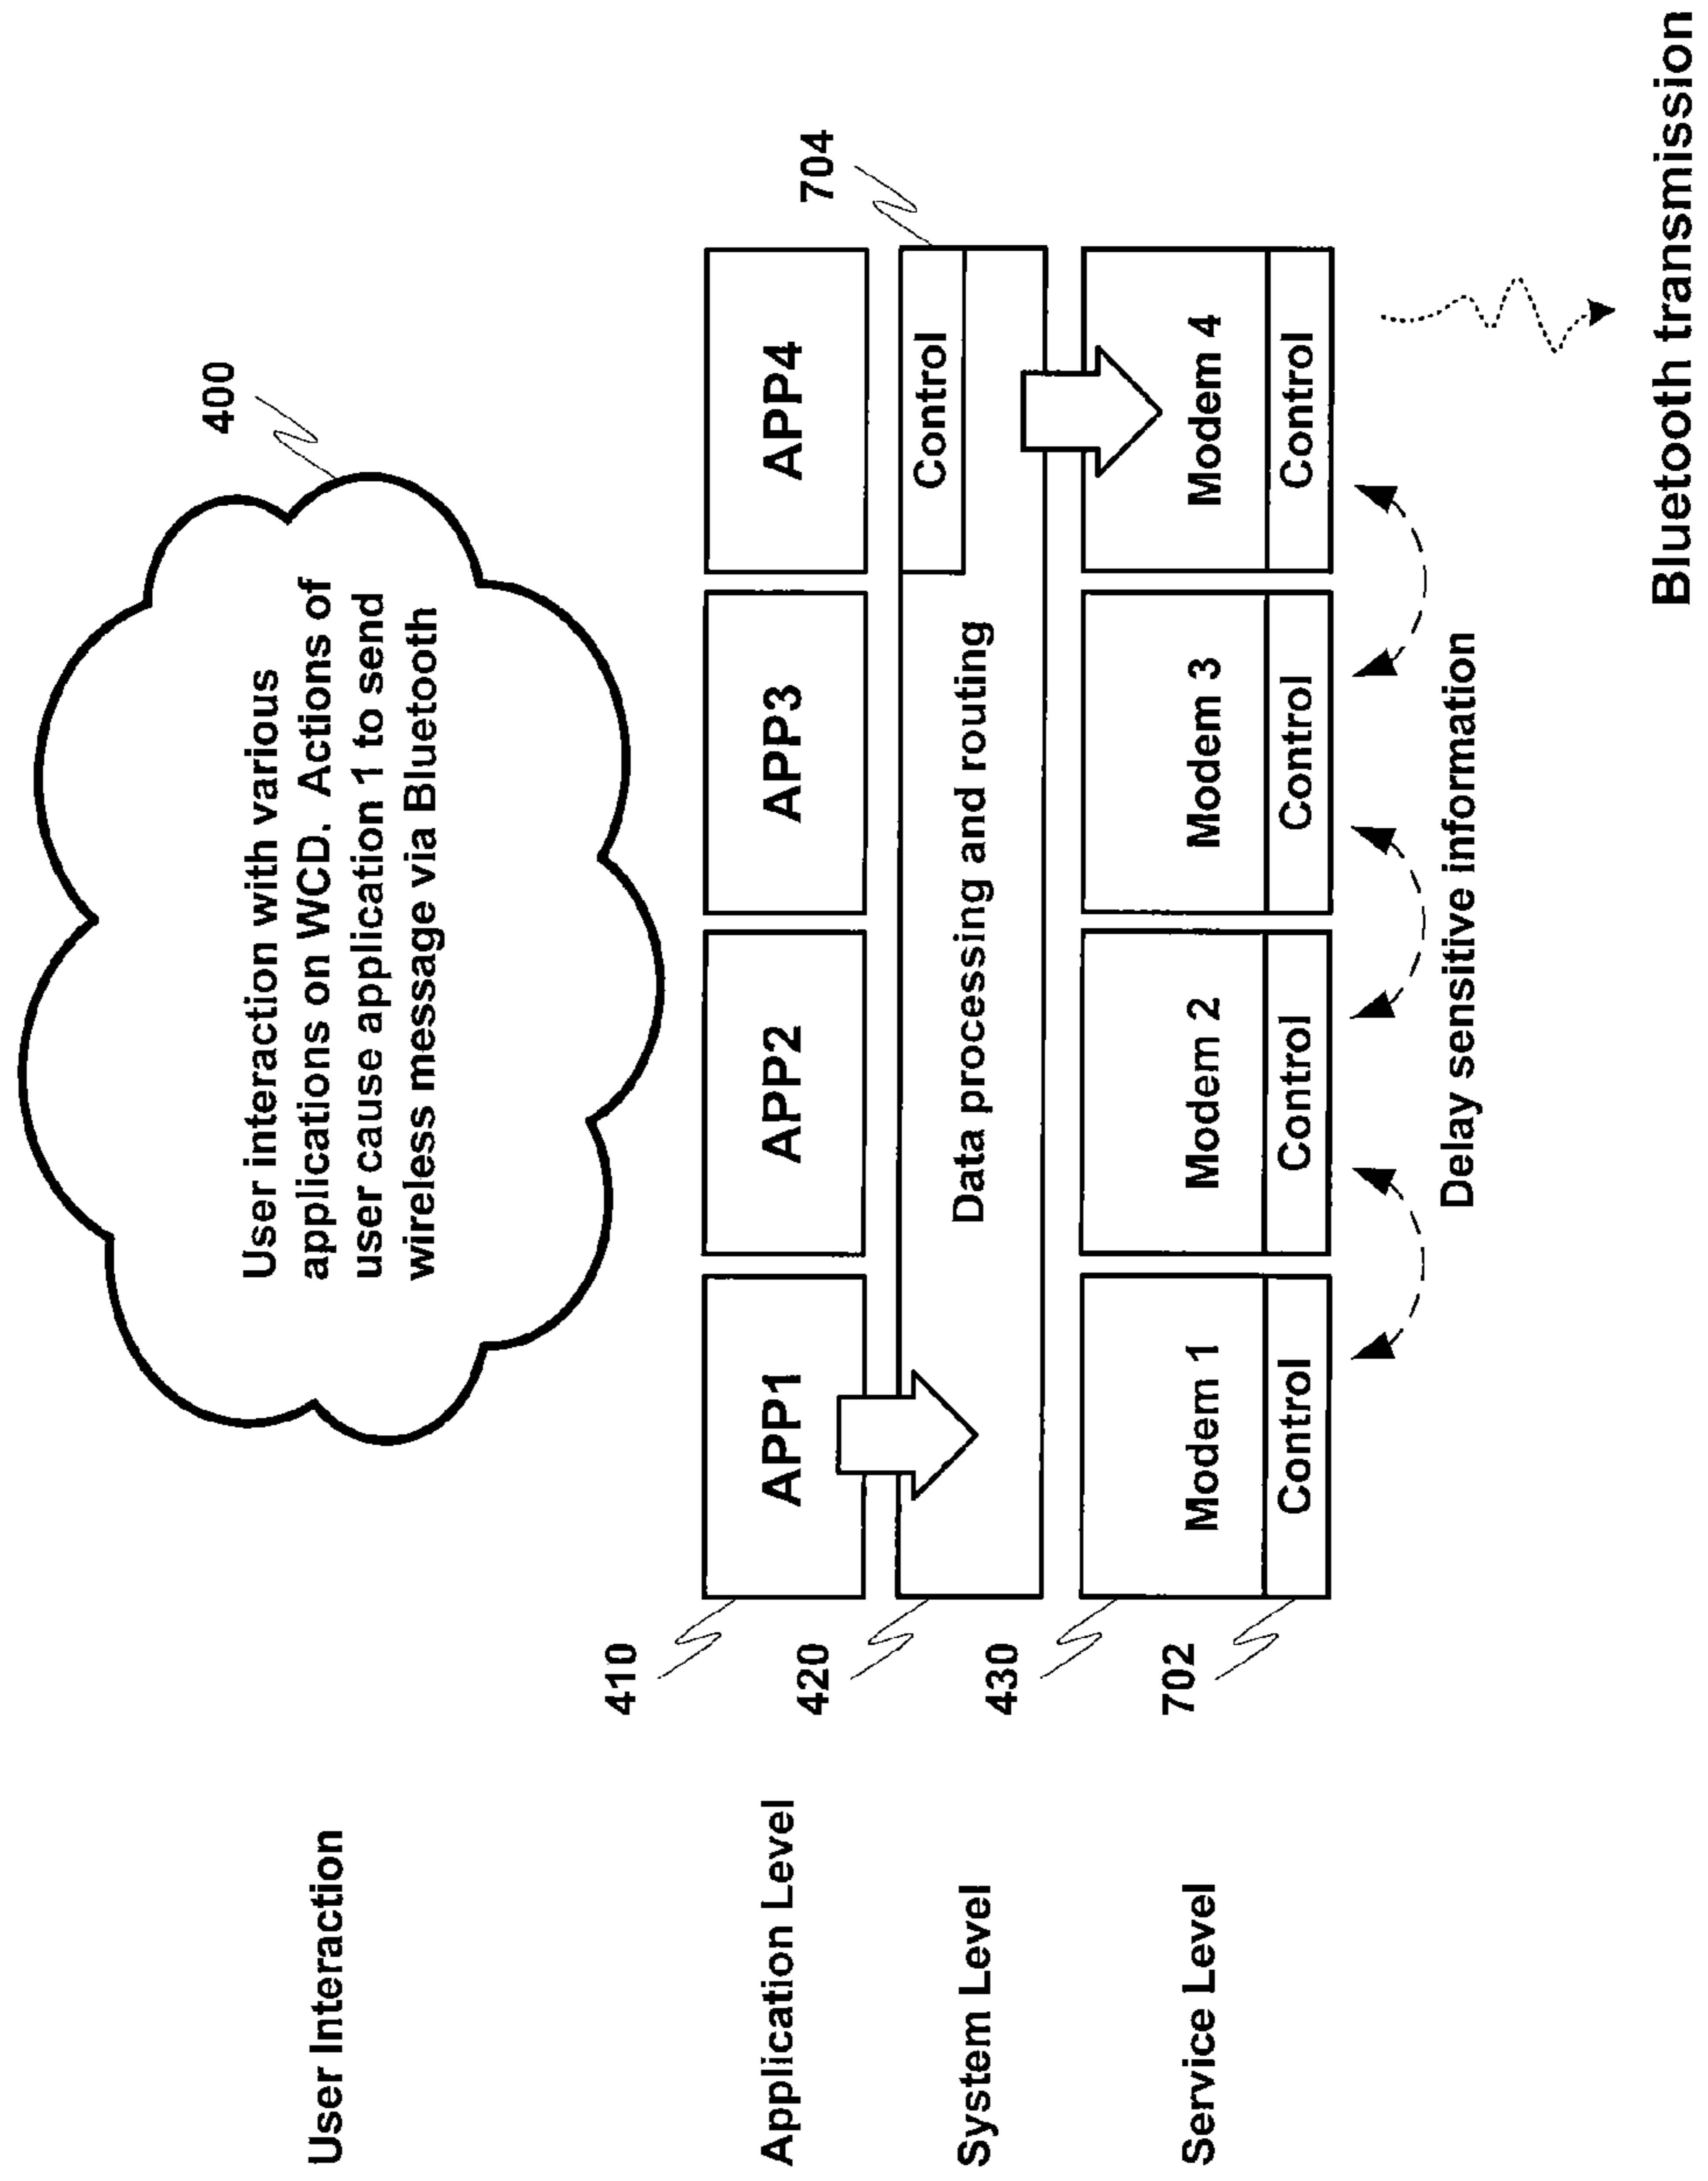 User Interaction
400
User interaction with various
applications on WCD. Actions of
user cause application 1 to send
wireless message via Bluetooth
Application Level
410
APP1
APP2
APP3
APP4
System Level
420
704
Control
Data processing and routing
Service Level
430
Modem 1
Modem 2
Modem 3
Modem 4
702
Control
Control
Control
Control
Delay sensitive information
Bluetooth transmission